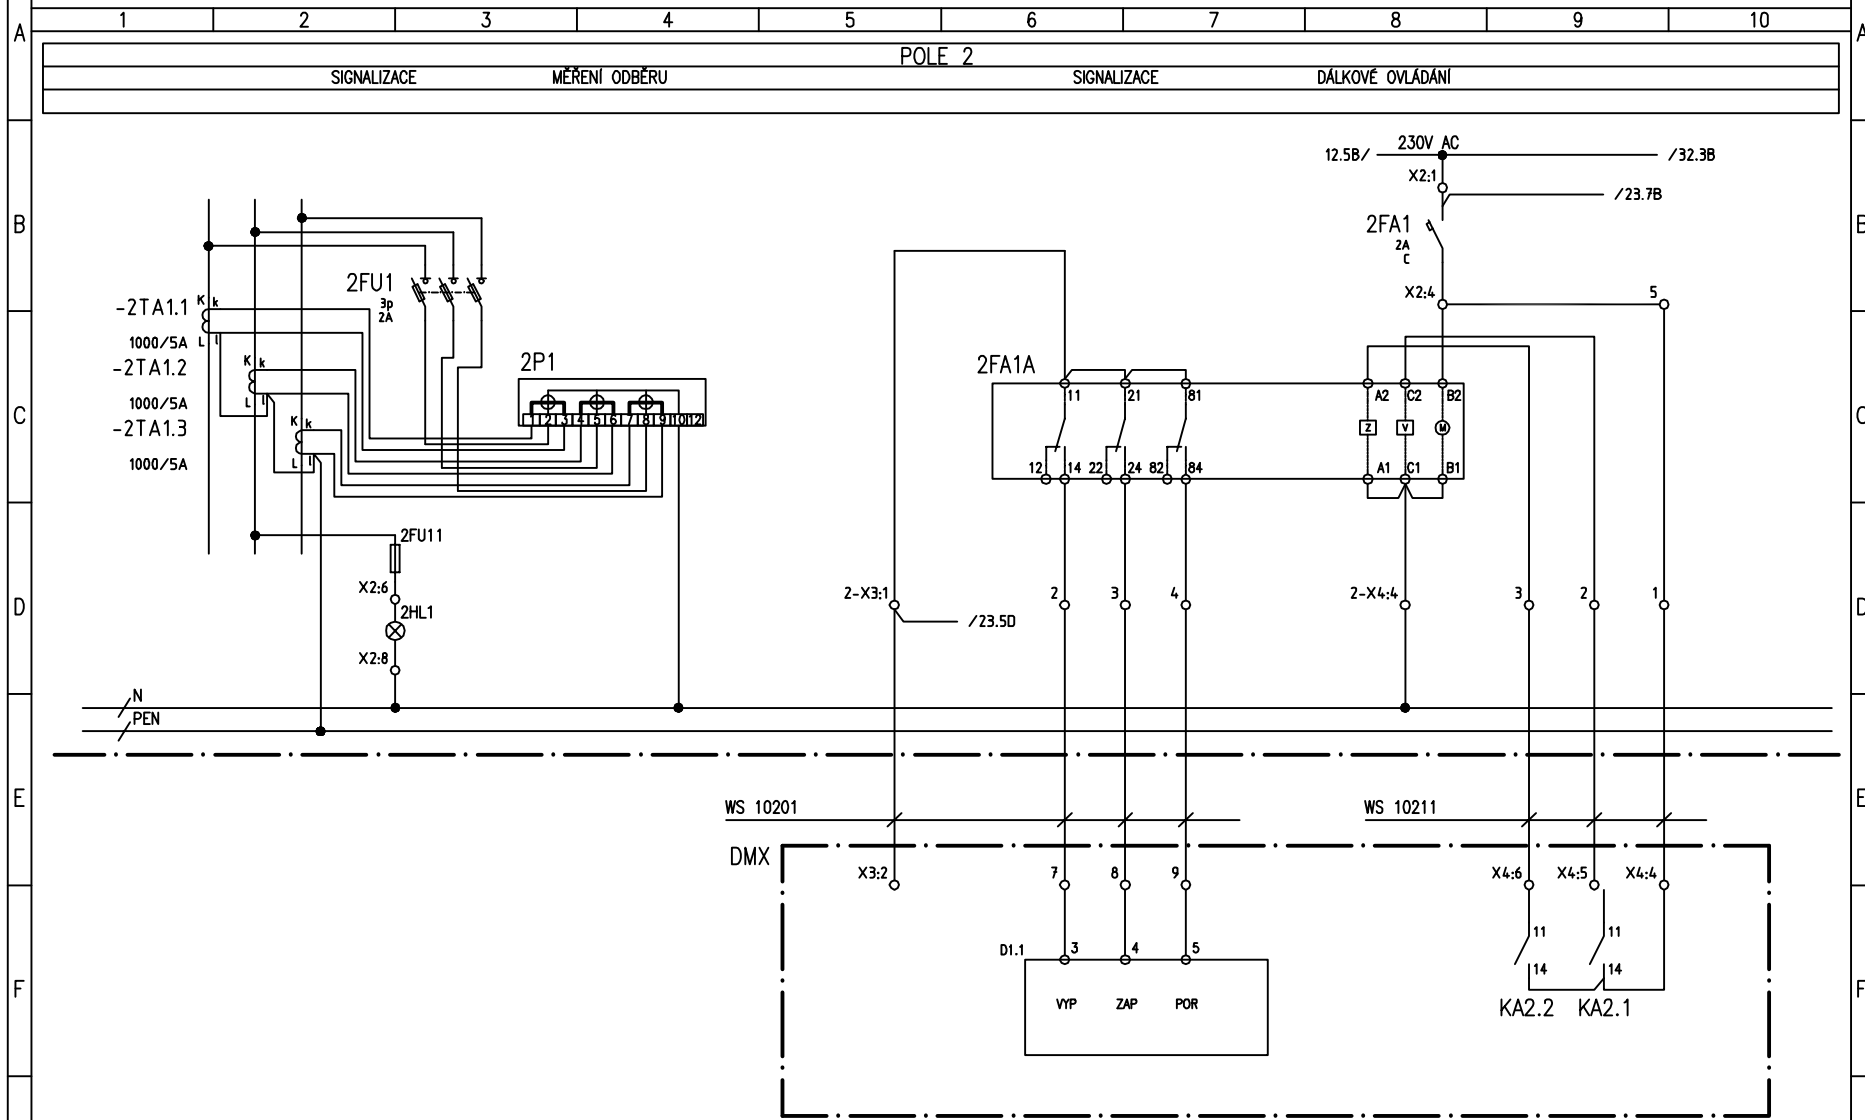 1 2 3 4 5 6 7 8 9 10
A A
POLE 2
SIGNALIZACE MĚŘENÍ ODBĚRU SIGNALIZACE DÁLKOVÉ OVLÁDÁNÍ
230V AC
12.5B/ /32.3B
X2:1
/23.7B
B B
2FA1
2A
C
2FU1
3p
2A
X2:4 5
-2TA1.1 K k
1000/5A L l
-2TA1.2 K k
1000/5A L l
-2TA1.3 K k
1000/5A L l
2P1
1 2 3 4 5 6 7 8 9 10 12
2FA1A
11 21 81 A2 C2 B2
C C
Z V M
12 14 22 24 82 84 A1 C1 B1
2FU11
X2:6
2HL1
X2:8
D D
2-X3:1 2 3 4 2-X4:4 3 2 1
/23.5D
N
PEN
E E
WS 10201 WS 10211
DMX
X3:2 7 8 9 X4:6 X4:5 X4:4
D1.1 3 4 5
11 11
14 14
F F
VYP ZAP POR
KA2.2 KA2.1